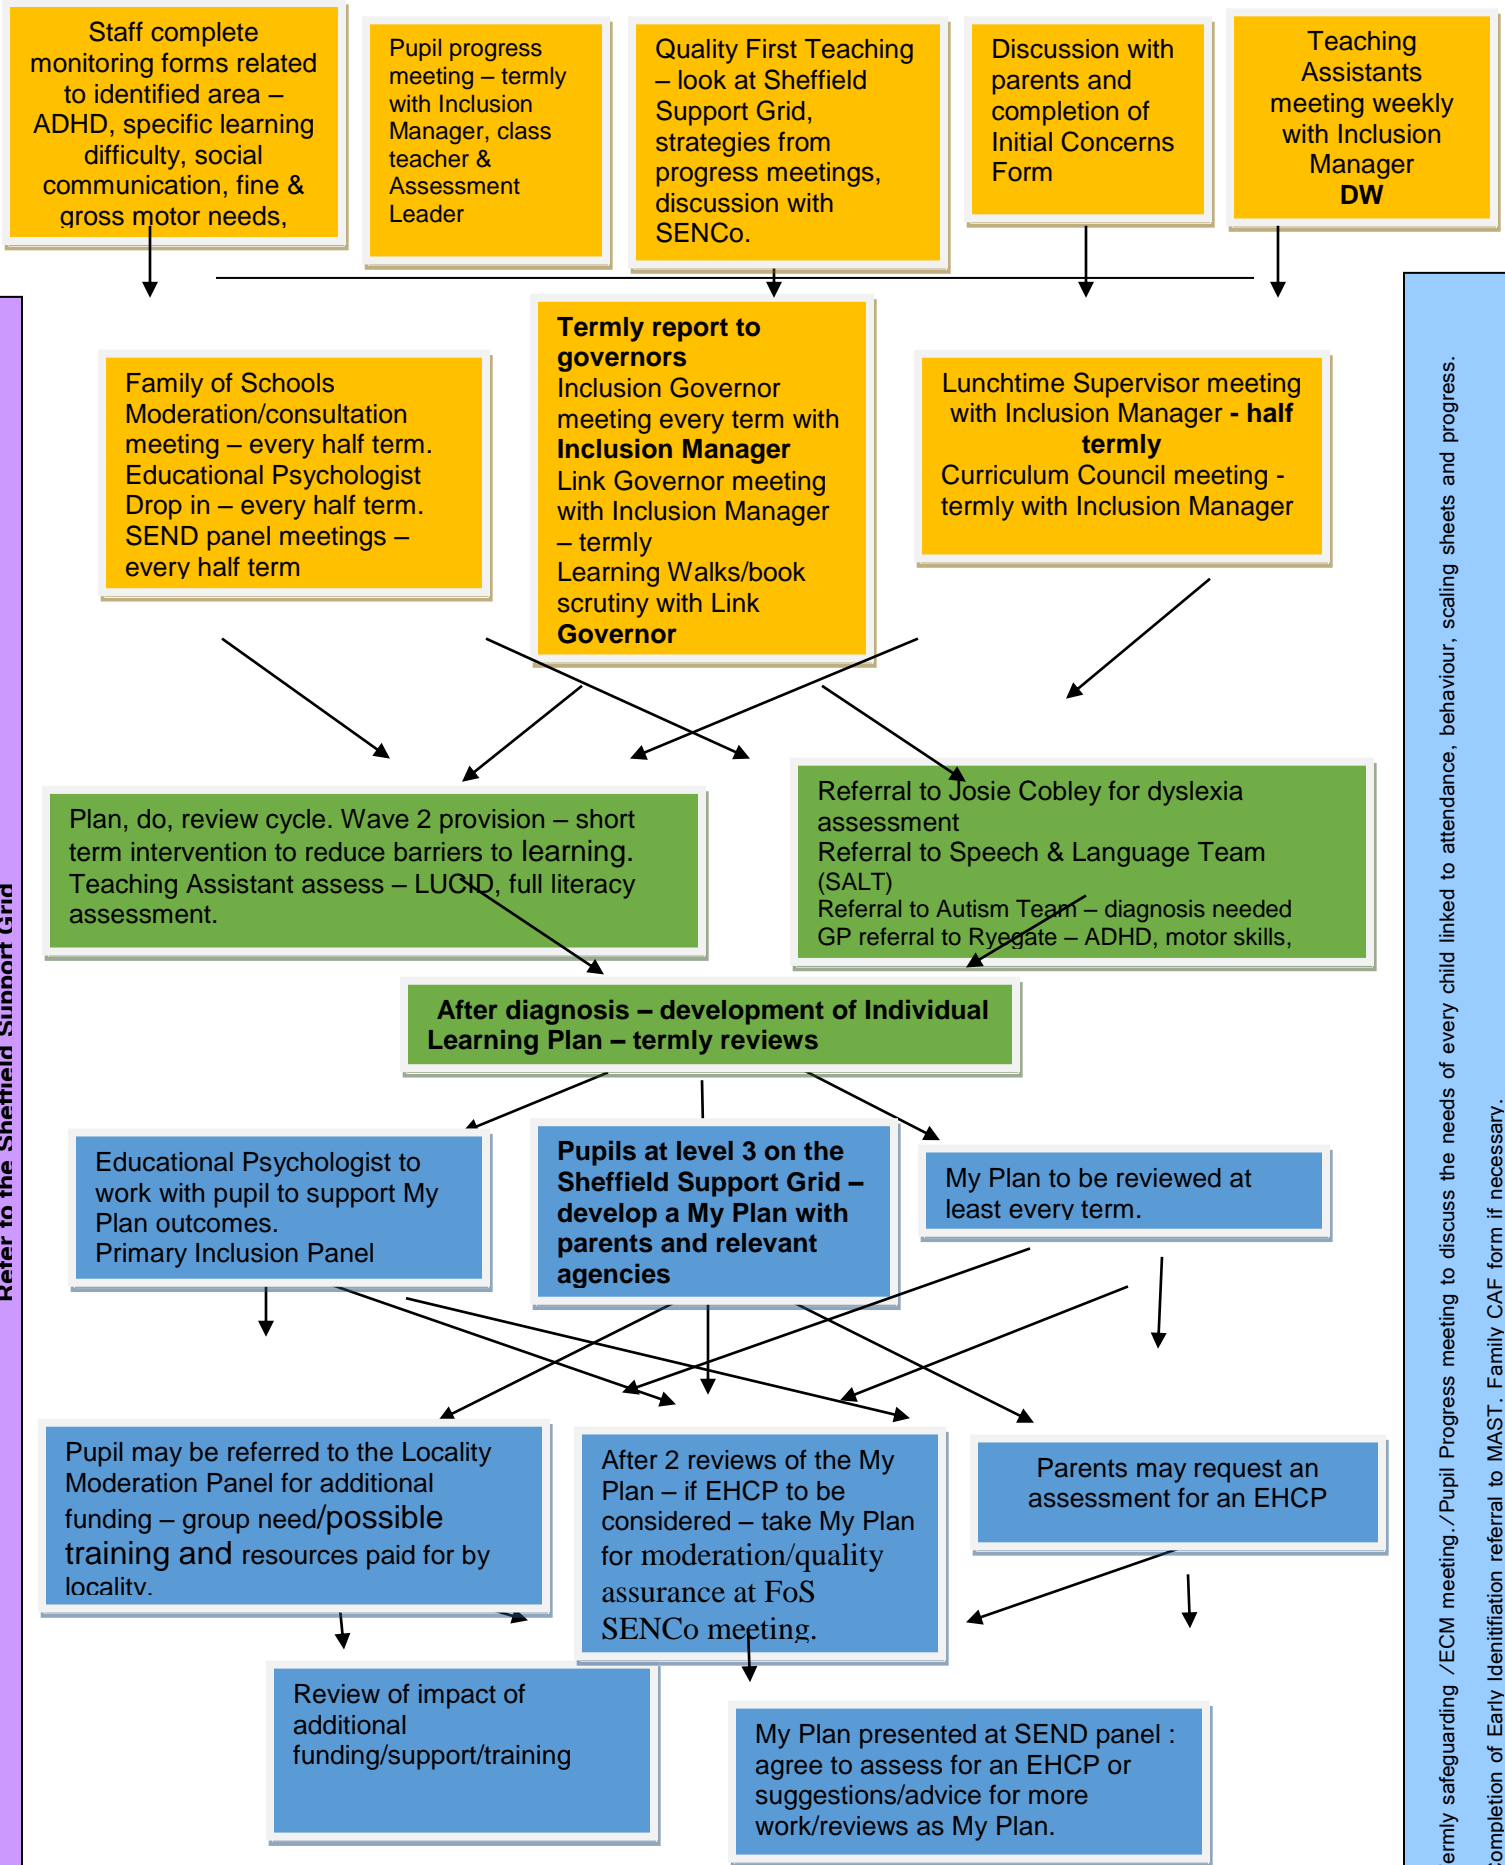 Staff complete
monitoring forms related
to identified area –
ADHD, specific learning
difficulty, social
communication, fine &
gross motor needs,
Pupil progress
meeting – termly
with Inclusion
Manager, class
teacher &
Assessment
Leader
Quality First Teaching
– look at Sheffield
Support Grid,
strategies from
progress meetings,
discussion with
SENCo.
Discussion with
parents and
completion of
Initial Concerns
Form
Teaching
Assistants
meeting weekly
with Inclusion
Manager
DW
Family of Schools
Moderation/consultation
meeting – every half term.
Educational Psychologist
Drop in – every half term.
SEND panel meetings –
every half term
Termly report to
governors
Inclusion Governor
meeting every term with
Inclusion Manager
Link Governor meeting
with Inclusion Manager
– termly
Learning Walks/book
scrutiny with Link
Governor
Lunchtime Supervisor meeting
with Inclusion Manager - half
termly
Curriculum Council meeting -
termly with Inclusion Manager
Plan, do, review cycle. Wave 2 provision – short
term intervention to reduce barriers to learning.
Teaching Assistant assess – LUCID, full literacy
assessment.
Referral to Josie Cobley for dyslexia
assessment
Referral to Speech & Language Team
(SALT)
Referral to Autism Team – diagnosis needed
GP referral to Ryegate – ADHD, motor skills,
After diagnosis – development of Individual
Learning Plan – termly reviews
Educational Psychologist to
work with pupil to support My
Plan outcomes.
Primary Inclusion Panel
Pupils at level 3 on the
Sheffield Support Grid –
develop a My Plan with
parents and relevant
agencies
My Plan to be reviewed at
least every term.
Pupil may be referred to the Locality
Moderation Panel for additional
funding – group need/possible
training and resources paid for by
locality.
After 2 reviews of the My
Plan – if EHCP to be
considered – take My Plan
for moderation/quality
assurance at FoS
SENCo meeting.
Parents may request an
assessment for an EHCP
Review of impact of
additional
funding/support/training
My Plan presented at SEND panel :
agree to assess for an EHCP or
suggestions/advice for more
work/reviews as My Plan.
Refer to the Sheffield Support Grid
ermly safeguarding /ECM meeting./Pupil Progress meeting to discuss the needs of every child linked to attendance, behaviour, scaling sheets and progress.
ompletion of Early Idenitifiation referral to MAST. Family CAF form if necessary.